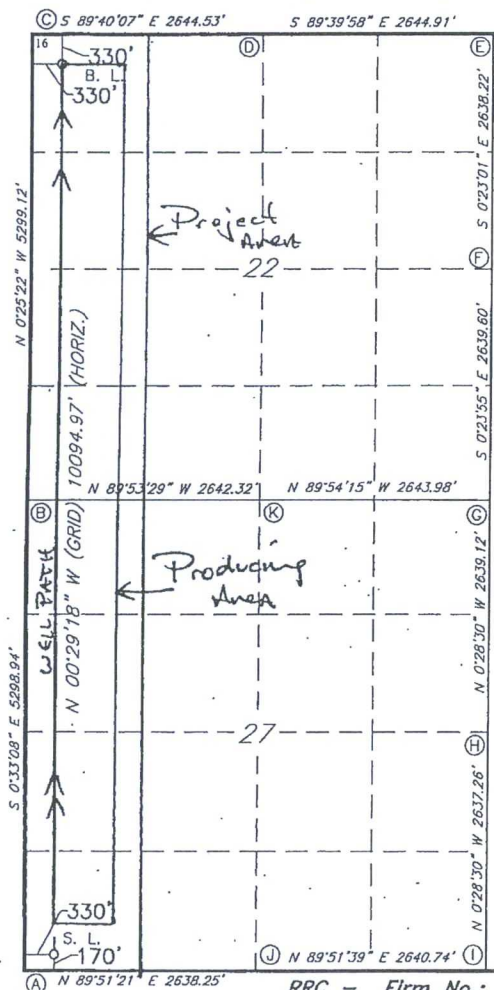 Ⓒ S 89°40'07" E 2644.53' S 89°39'58" E 2644.91'
16 330' Ⓓ Ⓔ
B. L.
330'
S 0°23'01" E 2638.22'
N 0°25'22" W 5299.12'
Project
Area
22
Ⓕ
N 00°29'18" W (GRID) 10094.97' (HORIZ.)
S 0°23'55" E 2639.60'
N 89°53'29" W 2642.32' N 89°54'15" W 2643.98'
Ⓑ Ⓚ Ⓖ
WELL PATH
Producing
Area
N 0°28'30" W 2639.12'
S 0°33'08" E 5298.94'
27
Ⓗ
N 0°28'30" W 2637.26'
330'
S. L.
170'
Ⓙ N 89°51'39" E 2640.74' Ⓘ
Ⓐ N 89°51'21" E 2638.25'
RRC - Firm No.: